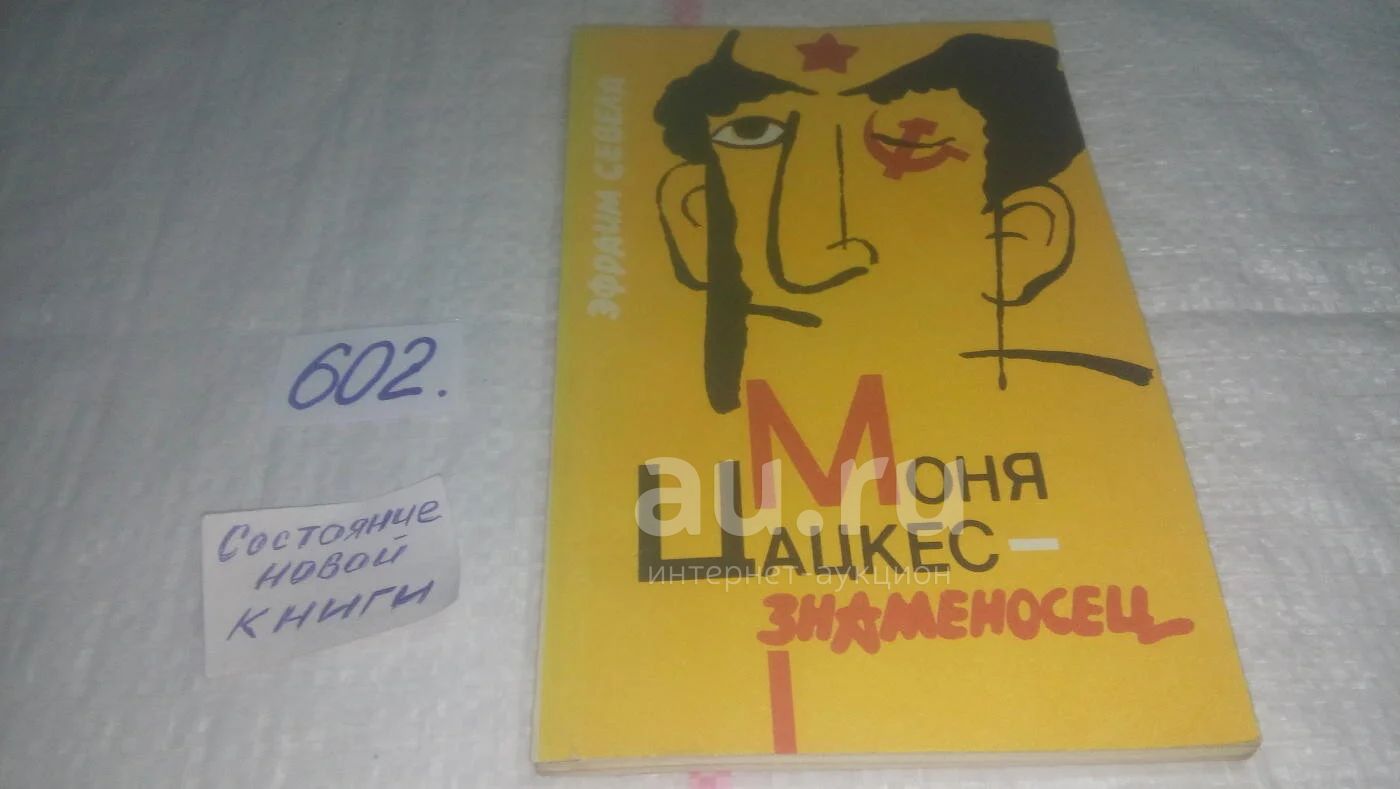 ЭФРАИМ СЕВЕЛА
602.
Состояние
новой
книги
Моня
Цацкес –
знаменосец
au.ru
интернет-аукцион